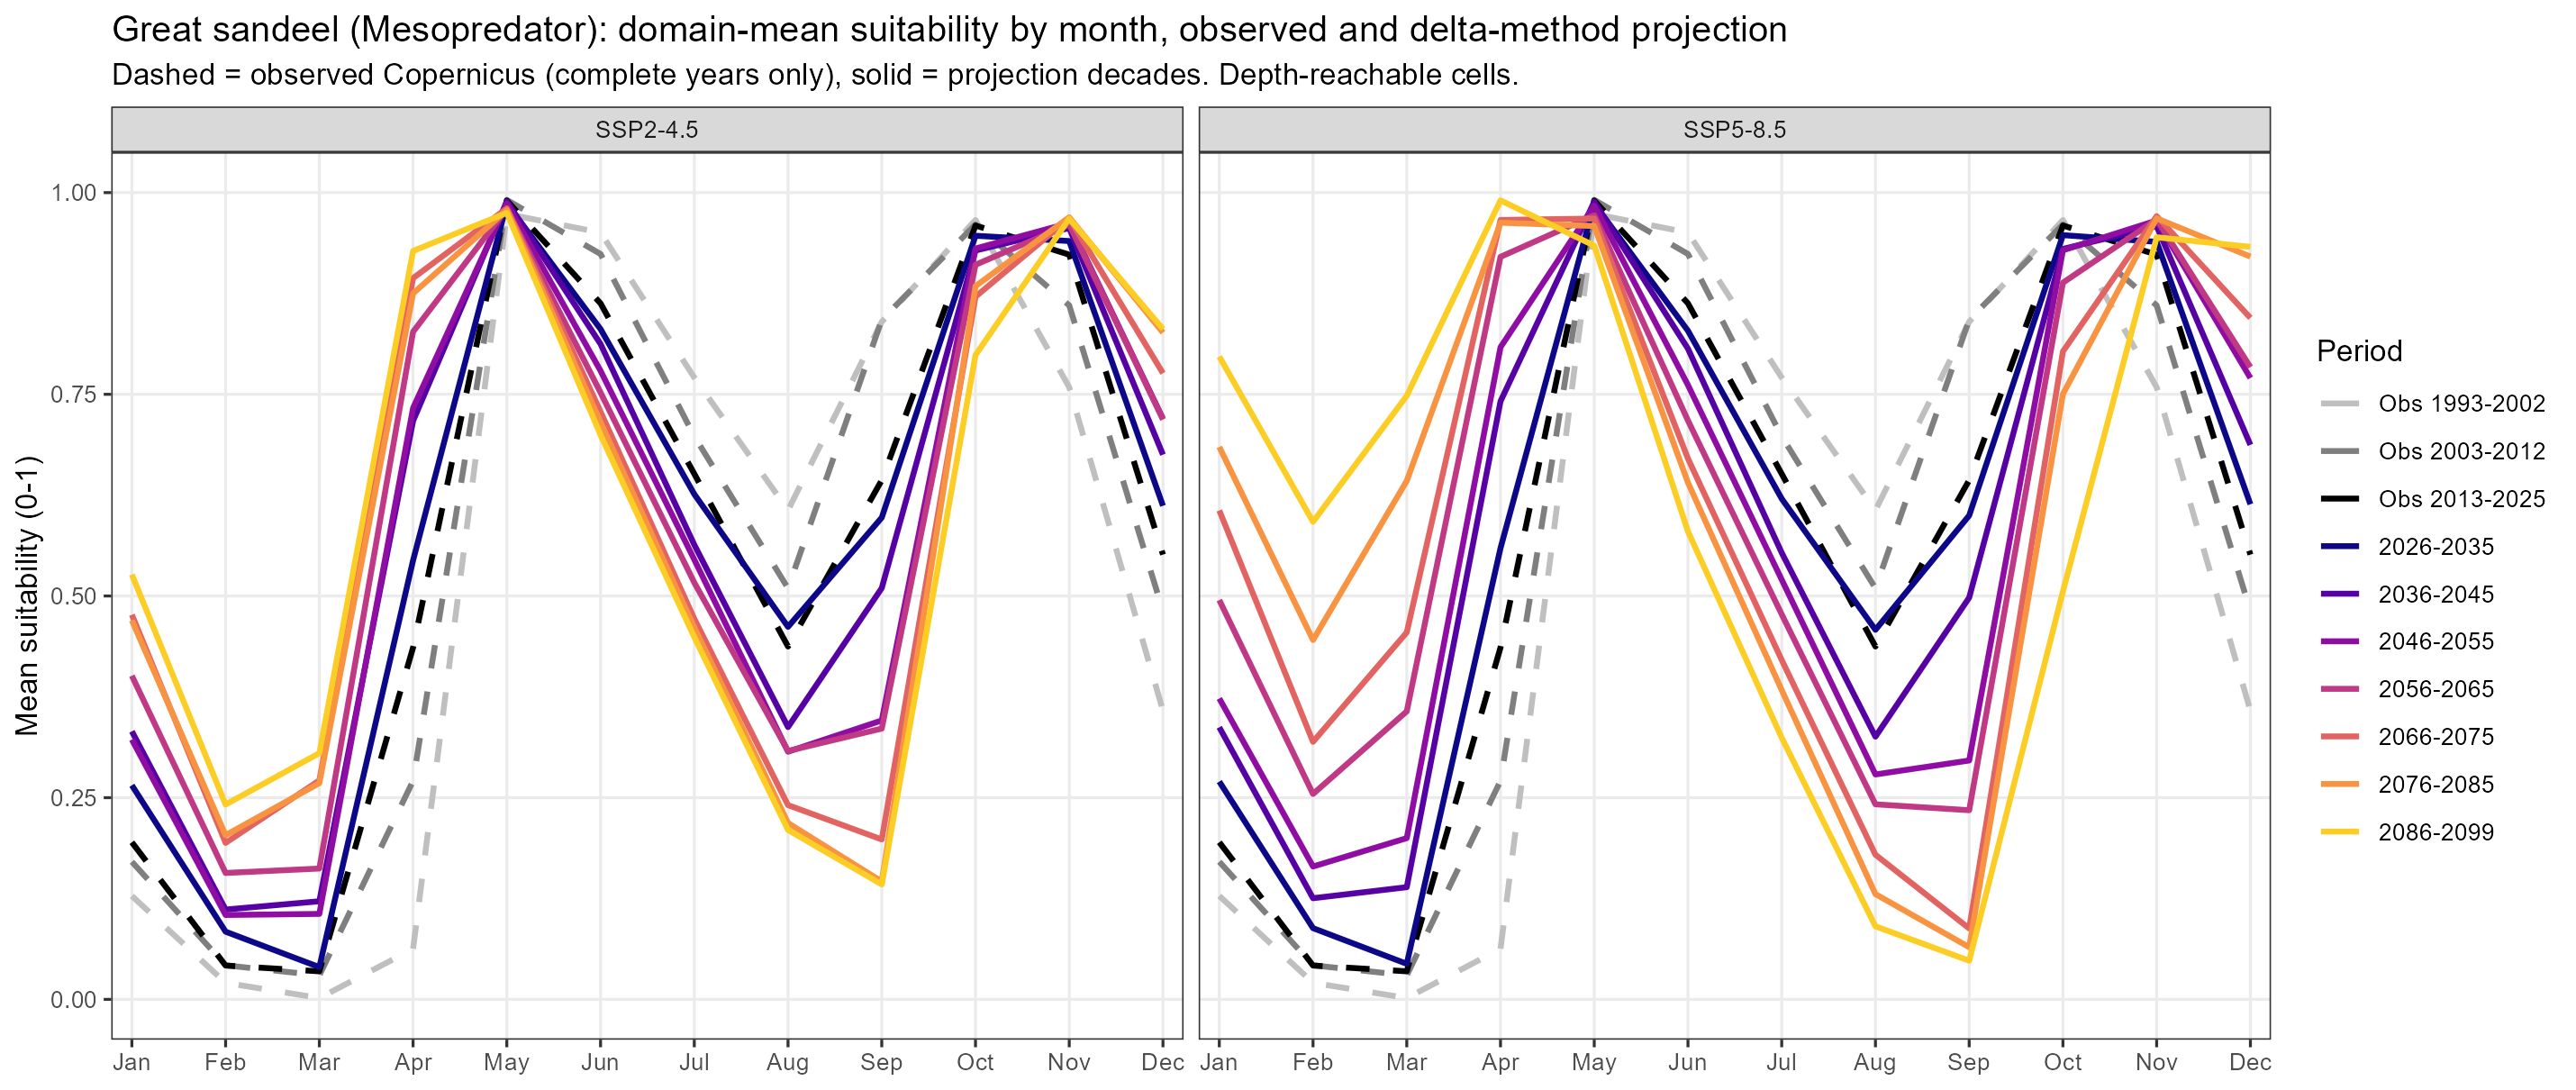 Great sandeel (Mesopredator): domain-mean suitability by month, observed and delta-method projection
Dashed = observed Copernicus (complete years only), solid = projection decades. Depth-reachable cells.
SSP2-4.5
SSP5-8.5
Mean suitability (0-1)
1.00
0.75
0.50
0.25
0.00
Jan Feb Mar Apr May Jun Jul Aug Sep Oct Nov Dec
Jan Feb Mar Apr May Jun Jul Aug Sep Oct Nov Dec
Period
Obs 1993-2002
Obs 2003-2012
Obs 2013-2025
2026-2035
2036-2045
2046-2055
2056-2065
2066-2075
2076-2085
2086-2099